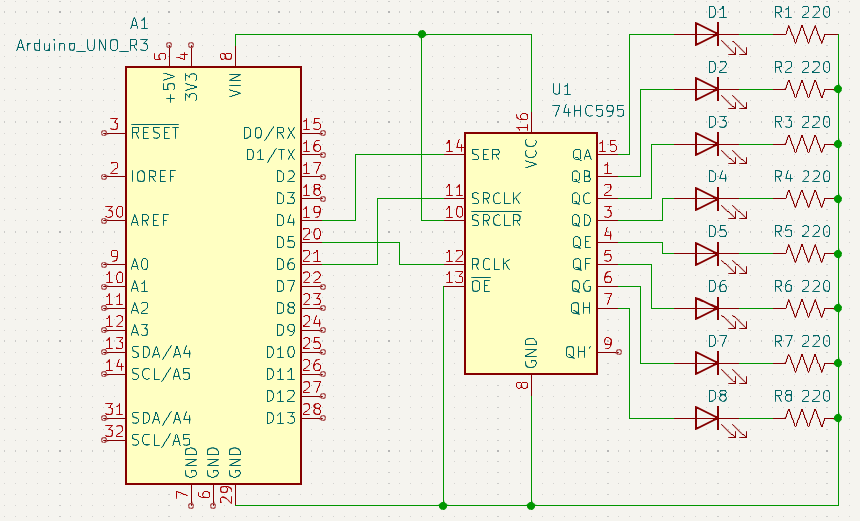 A1
Arduino_UNO_R3
5
+5V
4
3V3
8
VIN
3
RESET
2
IOREF
30
AREF
9
A0
10
A1
11
A2
12
A3
13
SDA/A4
14
SCL/A5
31
SDA/A4
32
SCL/A5
GND
7
GND
6
GND
29
D0/RX
15
D1/TX
16
D2
17
D3
18
D4
19
D5
20
D6
21
D7
22
D8
23
D9
24
D10
25
D11
26
D12
27
D13
28
U1
74HC595
16
VCC
14
SER
11
SRCLK
10
SRCLR
12
RCLK
13
OE
GND
8
QA
15
QB
1
QC
2
QD
3
QE
4
QF
5
QG
6
QH
7
QH'
9
D1
R1 220
D2
R2 220
D3
R3 220
D4
R4 220
D5
R5 220
D6
R6 220
D7
R7 220
D8
R8 220